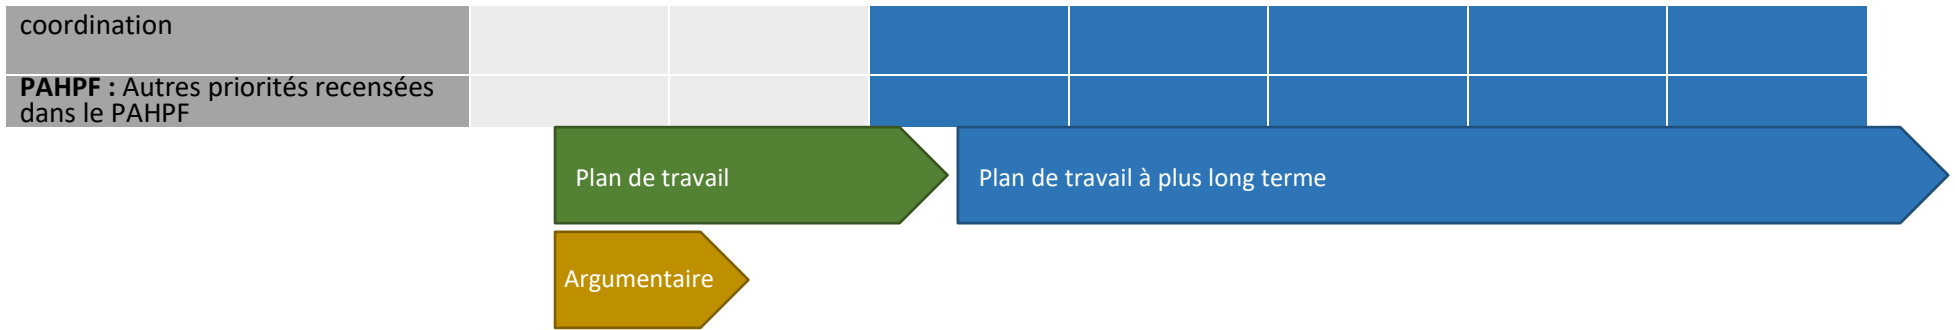 coordination
PAHPF : Autres priorités recensées
dans le PAHPF
Plan de travail
Plan de travail à plus long terme
Argumentaire